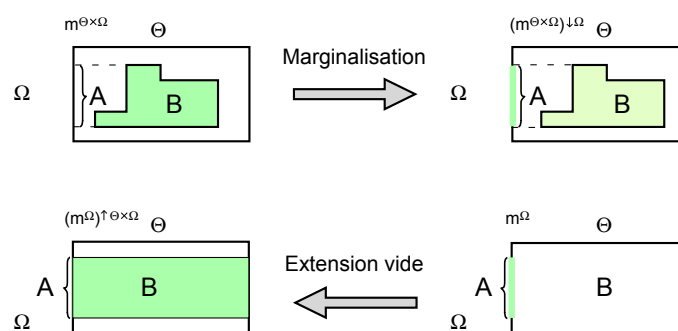 m^Θ×Ω Θ
Ω A B
Marginalisation
(m^Θ×Ω)^↓Ω Θ
Ω A B
(m^Ω)^↑Θ×Ω Θ
A B
Ω
Extension vide
m^Ω Θ
A B
Ω